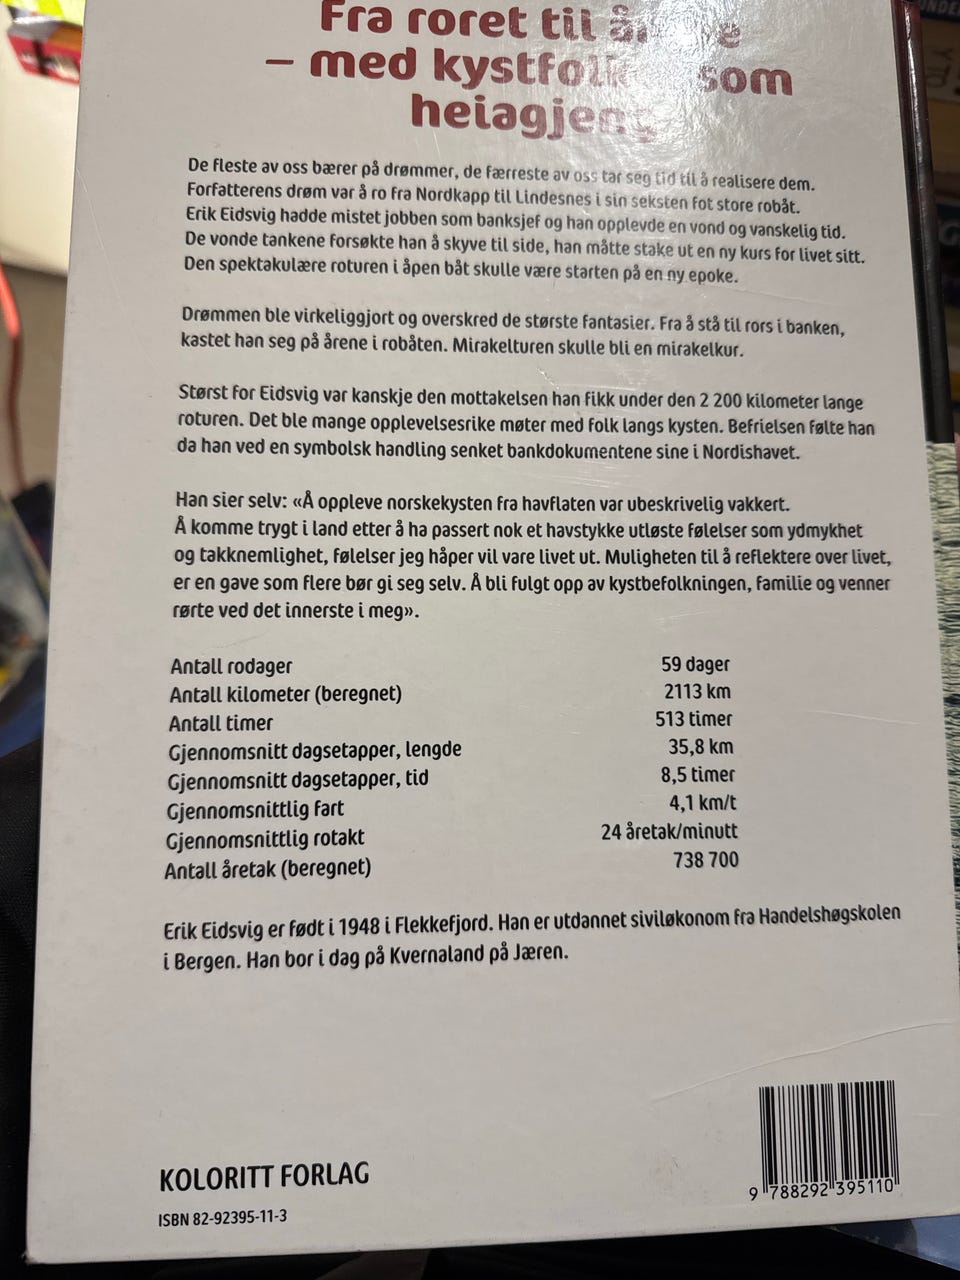 Fra roret til
– med kystfolk som
heiagjeng
De fleste av oss bærer på drømmer, de færreste av oss tar seg tid til å realisere dem.
Forfatterens drøm var å ro fra Nordkapp til Lindesnes i sin seksten fot store robåt.
Erik Eidsvig hadde mistet jobben som banksjef og han opplevde en vond og vanskelig tid.
De vonde tankene forsøkte han å skyve til side, han måtte stake ut en ny kurs for livet sitt.
Den spektakulære roturen i åpen båt skulle være starten på en ny epoke.
Drømmen ble virkeliggjort og overskred de største fantasier. Fra å stå til rors i banken,
kastet han seg på årene i robåten. Mirakelturen skulle bli en mirakelkur.
Størst for Eidsvig var kanskje den mottakelsen han fikk under den 2 200 kilometer lange
roturen. Det ble mange opplevelsesrike møter med folk langs kysten. Befrielsen følte han
da han ved en symbolsk handling senket bankdokumentene sine i Nordishavet.
Han sier selv: «Å oppleve norskekysten fra havflaten var ubeskrivelig vakkert.
Å komme trygt i land etter å ha passert nok et havstykke utløste følelser som ydmykhet
og takknemlighet, følelser jeg håper vil vare livet ut. Muligheten til å reflektere over livet,
er en gave som flere bør gi seg selv. Å bli fulgt opp av kystbefolkningen, familie og venner
rørte ved det innerste i meg».
Antall rodager 59 dager
Antall kilometer (beregnet) 2113 km
Antall timer 513 timer
Gjennomsnitt dagsetapper, lengde 35,8 km
Gjennomsnitt dagsetapper, tid 8,5 timer
Gjennomsnittlig fart 4,1 km/t
Gjennomsnittlig rotakt 24 åretak/minutt
Antall åretak (beregnet) 738 700
Erik Eidsvig er født i 1948 i Flekkefjord. Han er utdannet siviløkonom fra Handelshøgskolen
i Bergen. Han bor i dag på Kvernaland på Jæren.
KOLORITT FORLAG
ISBN 82-92395-11-3
9 788292 395110